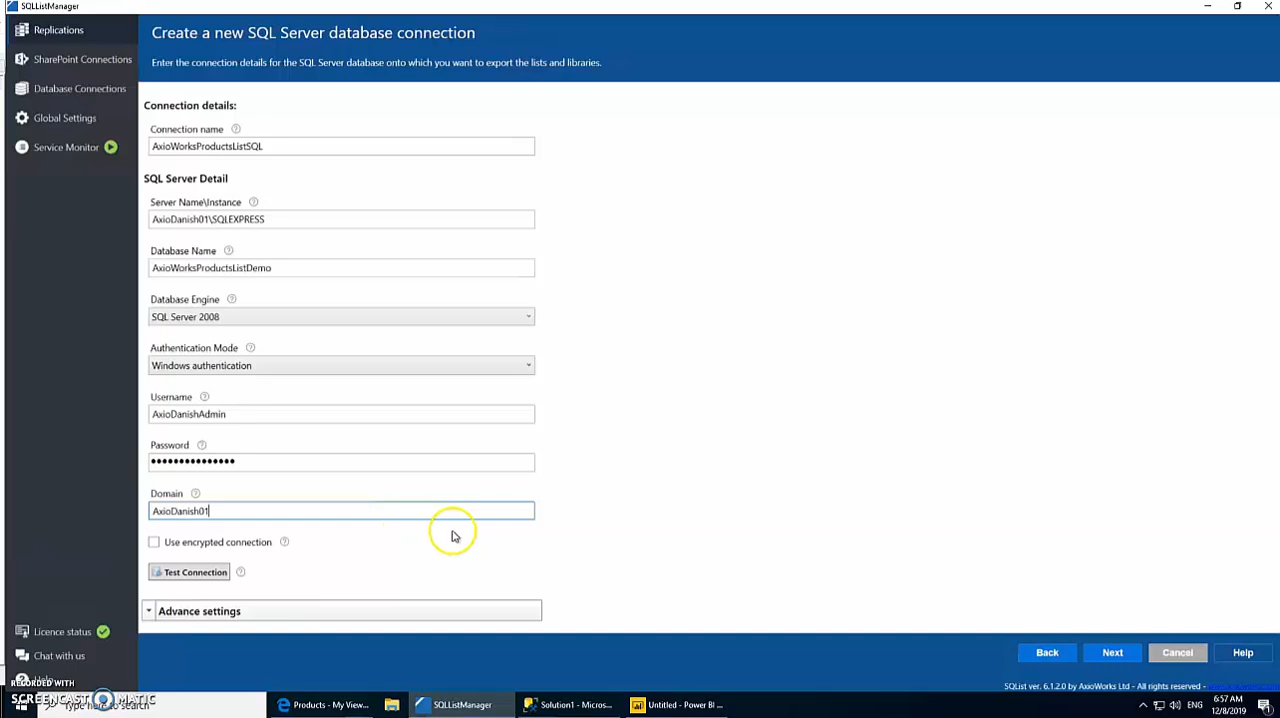 SQLListManager
Replications
SharePoint Connections
Database Connections
Global Settings
Service Monitor
Create a new SQL Server database connection
Enter the connection details for the SQL Server database onto which you want to export the lists and libraries.
Connection details:
Connection name
AxioWorksProductsListSQL
SQL Server Detail
Server Name\Instance
AxioDanish01\SQLEXPRESS
Database Name
AxioWorksProductsListDemo
Database Engine
SQL Server 2008
Authentication Mode
Windows authentication
Username
AxioDanishAdmin
Password
•••••••••••••••
Domain
AxioDanish01
Use encrypted connection
Test Connection
Advance settings
Licence status
Chat with us
Back
Next
Cancel
Help
SQList ver. 6.1.2.0 by AxioWorks Ltd - All rights reserved -
RECORDED WITH
SCREENCAST MATIC
Type here to search
Products - My View...
SQLListManager
Solution1 - Micros...
Untitled - Power BI ...
ENG
6:57 AM
12/8/2019